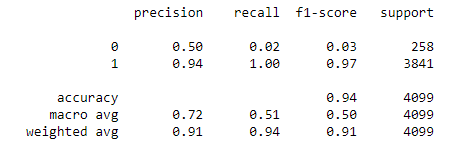 precision recall f1-score support
0 0.50 0.02 0.03 258
1 0.94 1.00 0.97 3841
accuracy 0.94 4099
macro avg 0.72 0.51 0.50 4099
weighted avg 0.91 0.94 0.91 4099